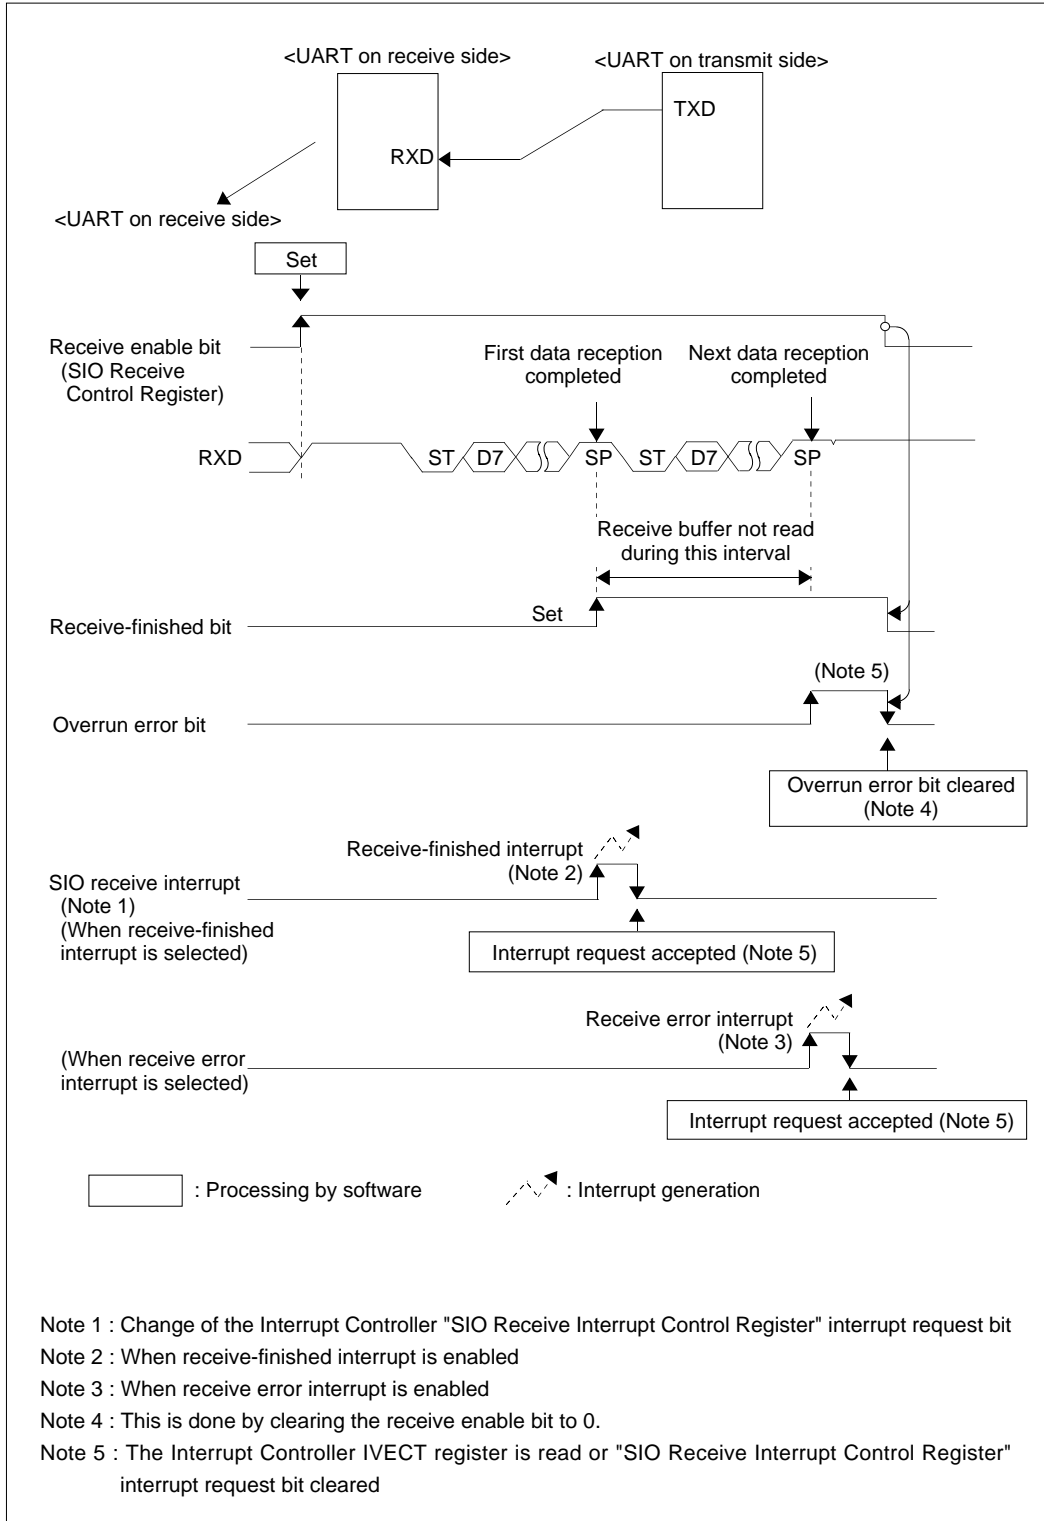 <UART on receive side>
<UART on transmit side>
TXD
RXD
<UART on receive side>
Set
Receive enable bit
(SIO Receive
Control Register)
First data reception
completed
Next data reception
completed
RXD
ST
D7
SP
ST
D7
SP
Receive buffer not read
during this interval
Set
Receive-finished bit
(Note 5)
Overrun error bit
Overrun error bit cleared
(Note 4)
Receive-finished interrupt
(Note 2)
SIO receive interrupt
(Note 1)
(When receive-finished
interrupt is selected)
Interrupt request accepted (Note 5)
Receive error interrupt
(Note 3)
(When receive error
interrupt is selected)
Interrupt request accepted (Note 5)
: Processing by software
: Interrupt generation
Note 1 : Change of the Interrupt Controller "SIO Receive Interrupt Control Register" interrupt request bit
Note 2 : When receive-finished interrupt is enabled
Note 3 : When receive error interrupt is enabled
Note 4 : This is done by clearing the receive enable bit to 0.
Note 5 : The Interrupt Controller IVECT register is read or "SIO Receive Interrupt Control Register"
interrupt request bit cleared